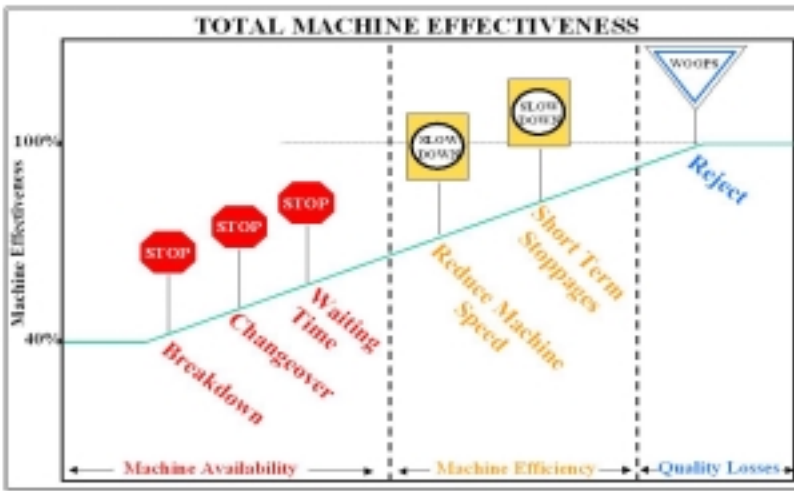 TOTAL MACHINE EFFECTIVENESS
WOOPS
SLOW
DOWN
SLOW
DOWN
100%
Reject
STOP
STOP
STOP
Machine Effectiveness
Short Term
Stoppages
Reduce Machine
Speed
Waiting
Time
Changeover
Breakdown
40%
Machine Availability
Machine Efficiency
Quality Losses